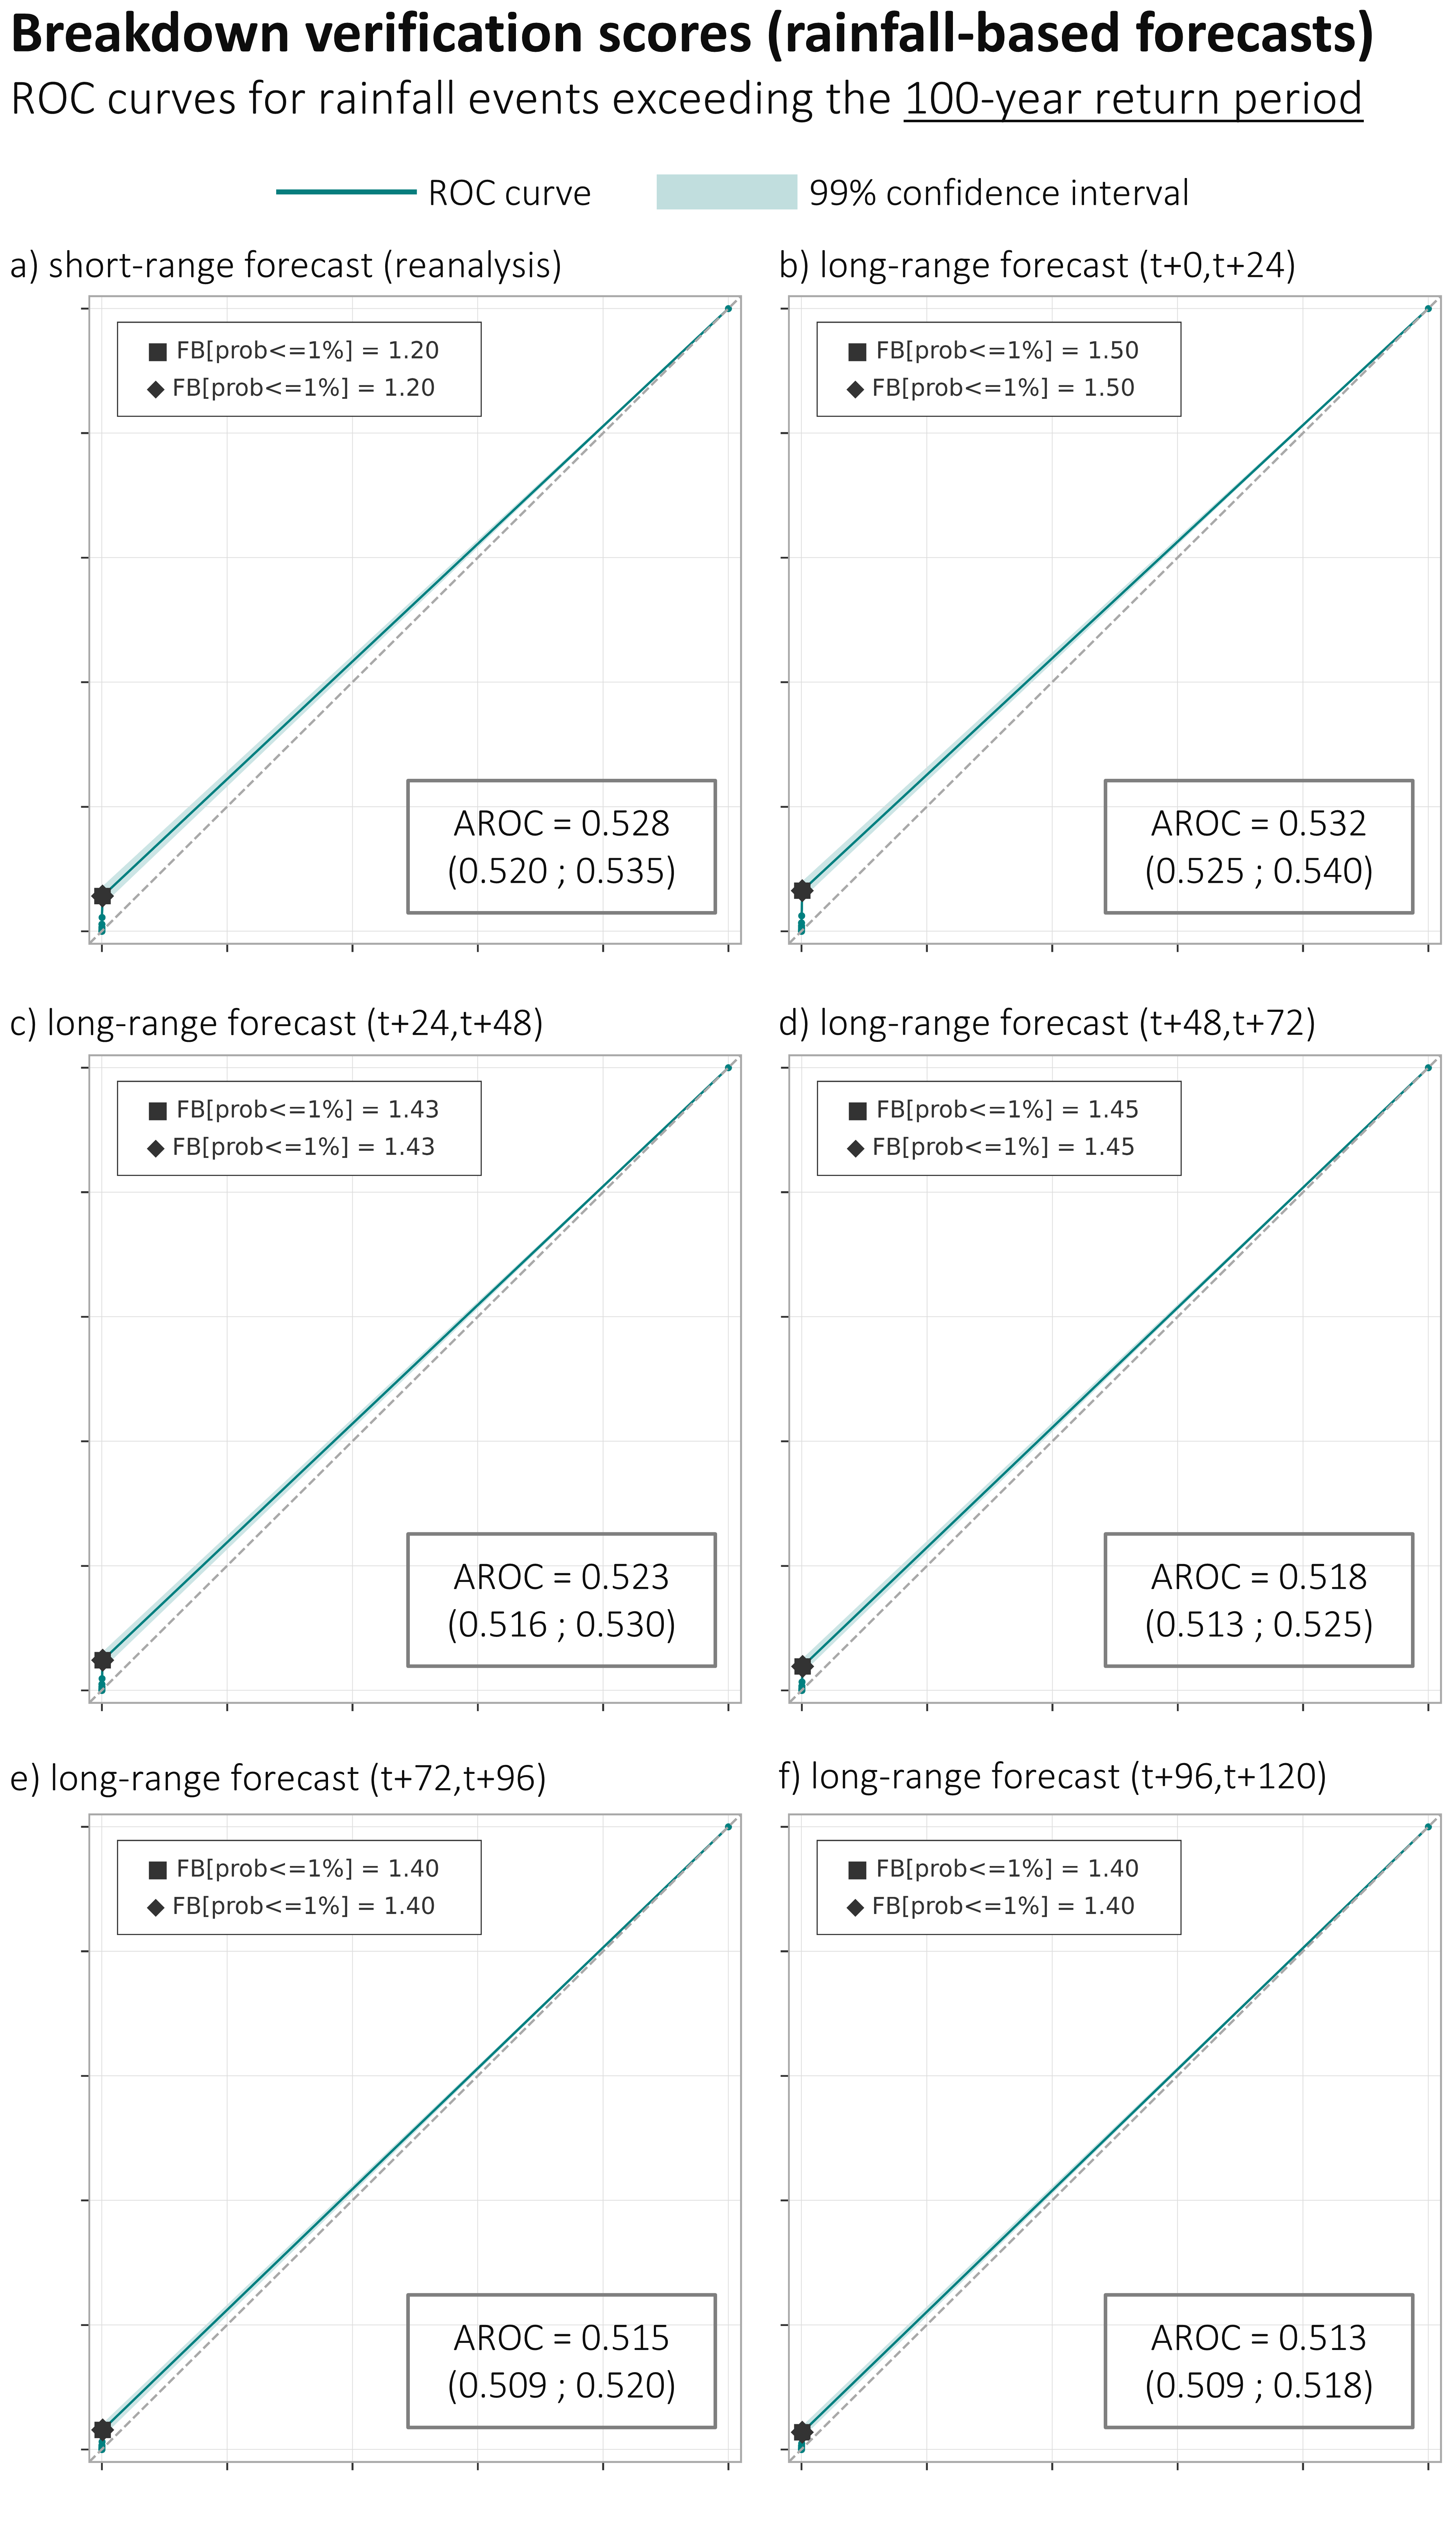 Breakdown verification scores (rainfall-based forecasts)
ROC curves for rainfall events exceeding the 100-year return period
ROC curve
99% confidence interval
a) short-range forecast (reanalysis)
FB[prob<=1%] = 1.20
FB[prob<=1%] = 1.20
AROC = 0.528
(0.520 ; 0.535)
b) long-range forecast (t+0,t+24)
FB[prob<=1%] = 1.50
FB[prob<=1%] = 1.50
AROC = 0.532
(0.525 ; 0.540)
c) long-range forecast (t+24,t+48)
FB[prob<=1%] = 1.43
FB[prob<=1%] = 1.43
AROC = 0.523
(0.516 ; 0.530)
d) long-range forecast (t+48,t+72)
FB[prob<=1%] = 1.45
FB[prob<=1%] = 1.45
AROC = 0.518
(0.513 ; 0.525)
e) long-range forecast (t+72,t+96)
FB[prob<=1%] = 1.40
FB[prob<=1%] = 1.40
AROC = 0.515
(0.509 ; 0.520)
f) long-range forecast (t+96,t+120)
FB[prob<=1%] = 1.40
FB[prob<=1%] = 1.40
AROC = 0.513
(0.509 ; 0.518)